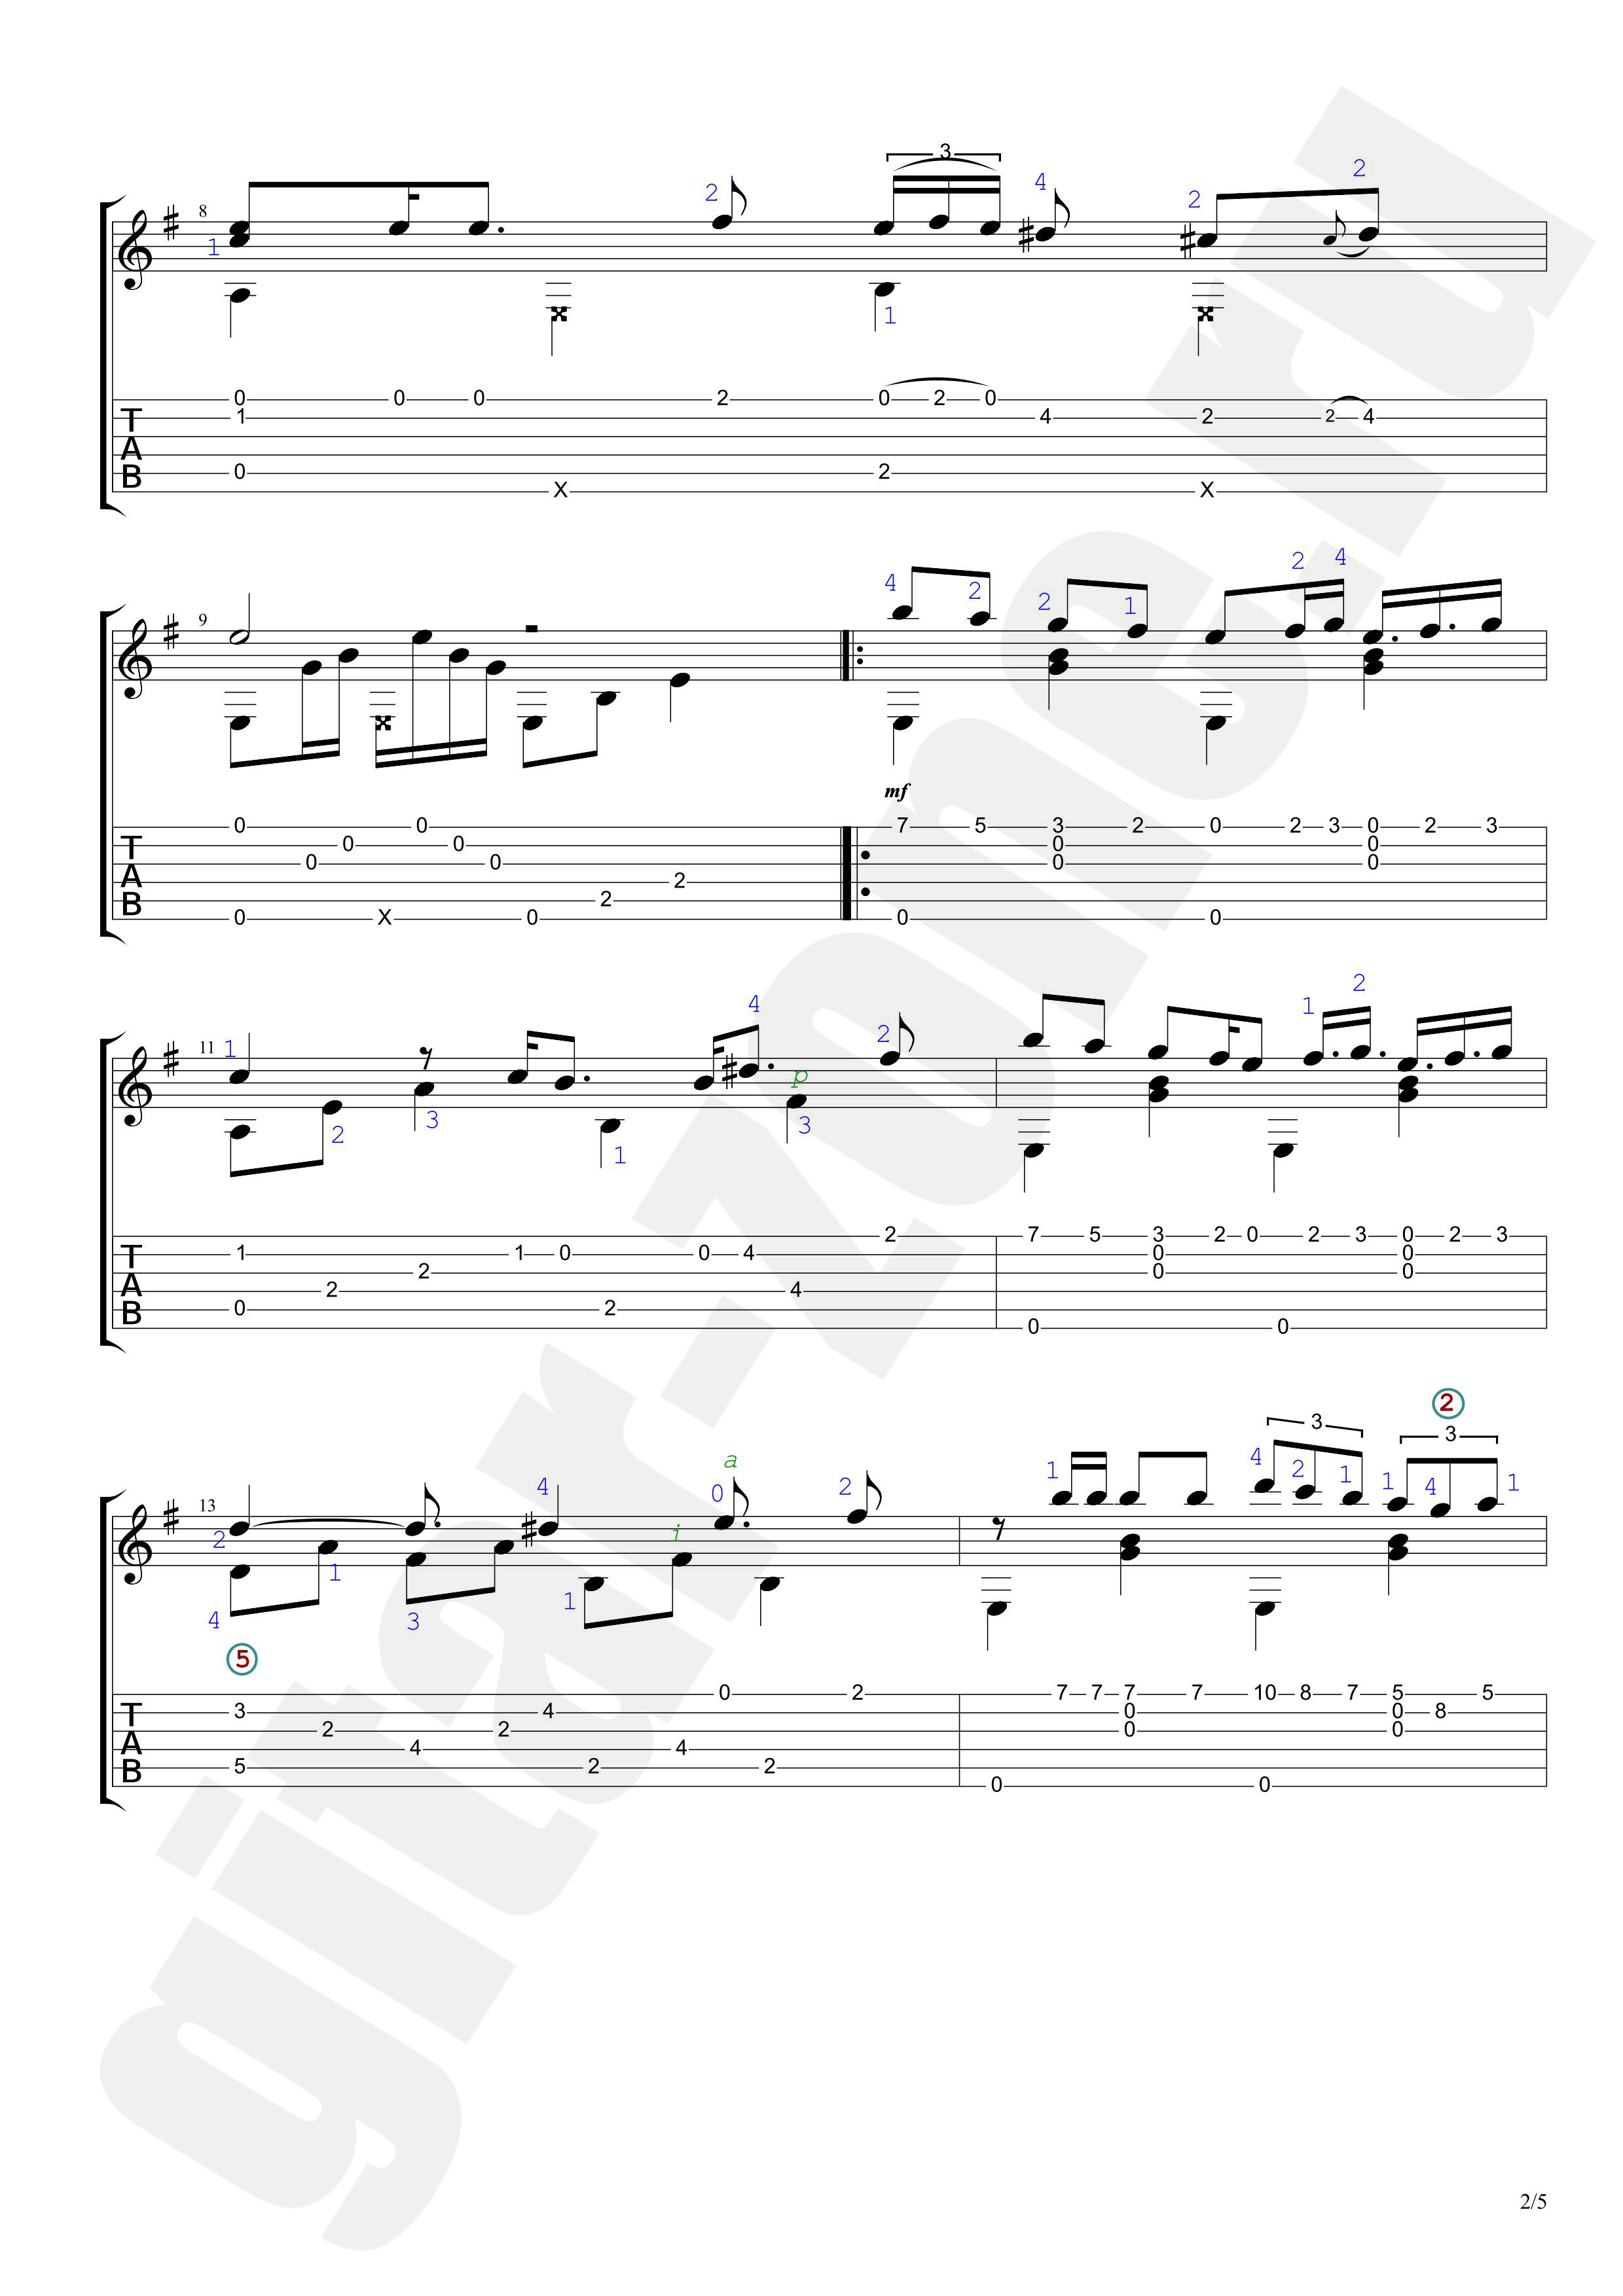 3
2
4
2
2
8
1
1
0 0 0 2 0 2 0 4 2 2 4
1
T
A
B
0 2
X X
9
4 2 2 1 2 4
mf
0 0 7 5 3 2 0 2 3 0 2 3
T
A
B
0 0 0 0
0 0 0 0
2
2
0 X 0 0 0
11
1 4 2 1 2
p
2 3 1 3
2 7 5 3 2 0 2 3 0 2 3
T
A
B
1 1 0 0 4 0 0
2 0 0
2 4
0 2
0 0
2
3 3
13
a
2 4 0 2 1 4 2 1 1 4 1
i
4 1 3 1
5
0 2 7 7 7 7 10 8 7 5 5
T
A
B
3 4 0 0 8
2 2 0 0
4 4
5 2 2
0 0
gitar-zone.ru
2/5